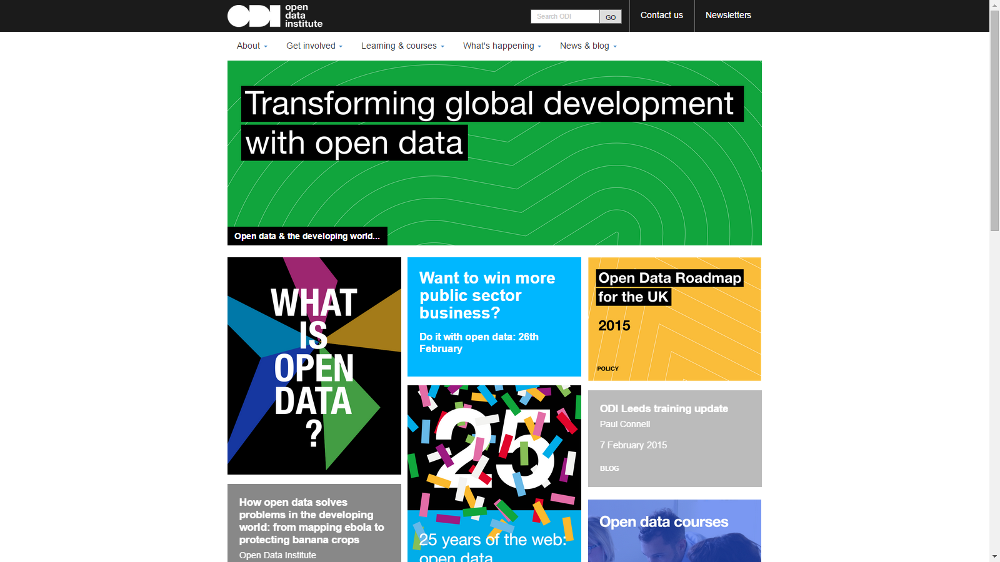 ODI open
data
institute
Search ODI
GO
Contact us
Newsletters
About
Get involved
Learning & courses
What's happening
News & blog
Transforming global development
with open data
Open data & the developing world...
WHAT
IS
OPEN
DATA
?
Want to win more
public sector
business?
Do it with open data: 26th
February
Open Data Roadmap
for the UK
2015
POLICY
25
25 years of the web:
open data
ODI Leeds training update
Paul Connell
7 February 2015
BLOG
How open data solves
problems in the developing
world: from mapping ebola to
protecting banana crops
Open Data Institute
Open data courses